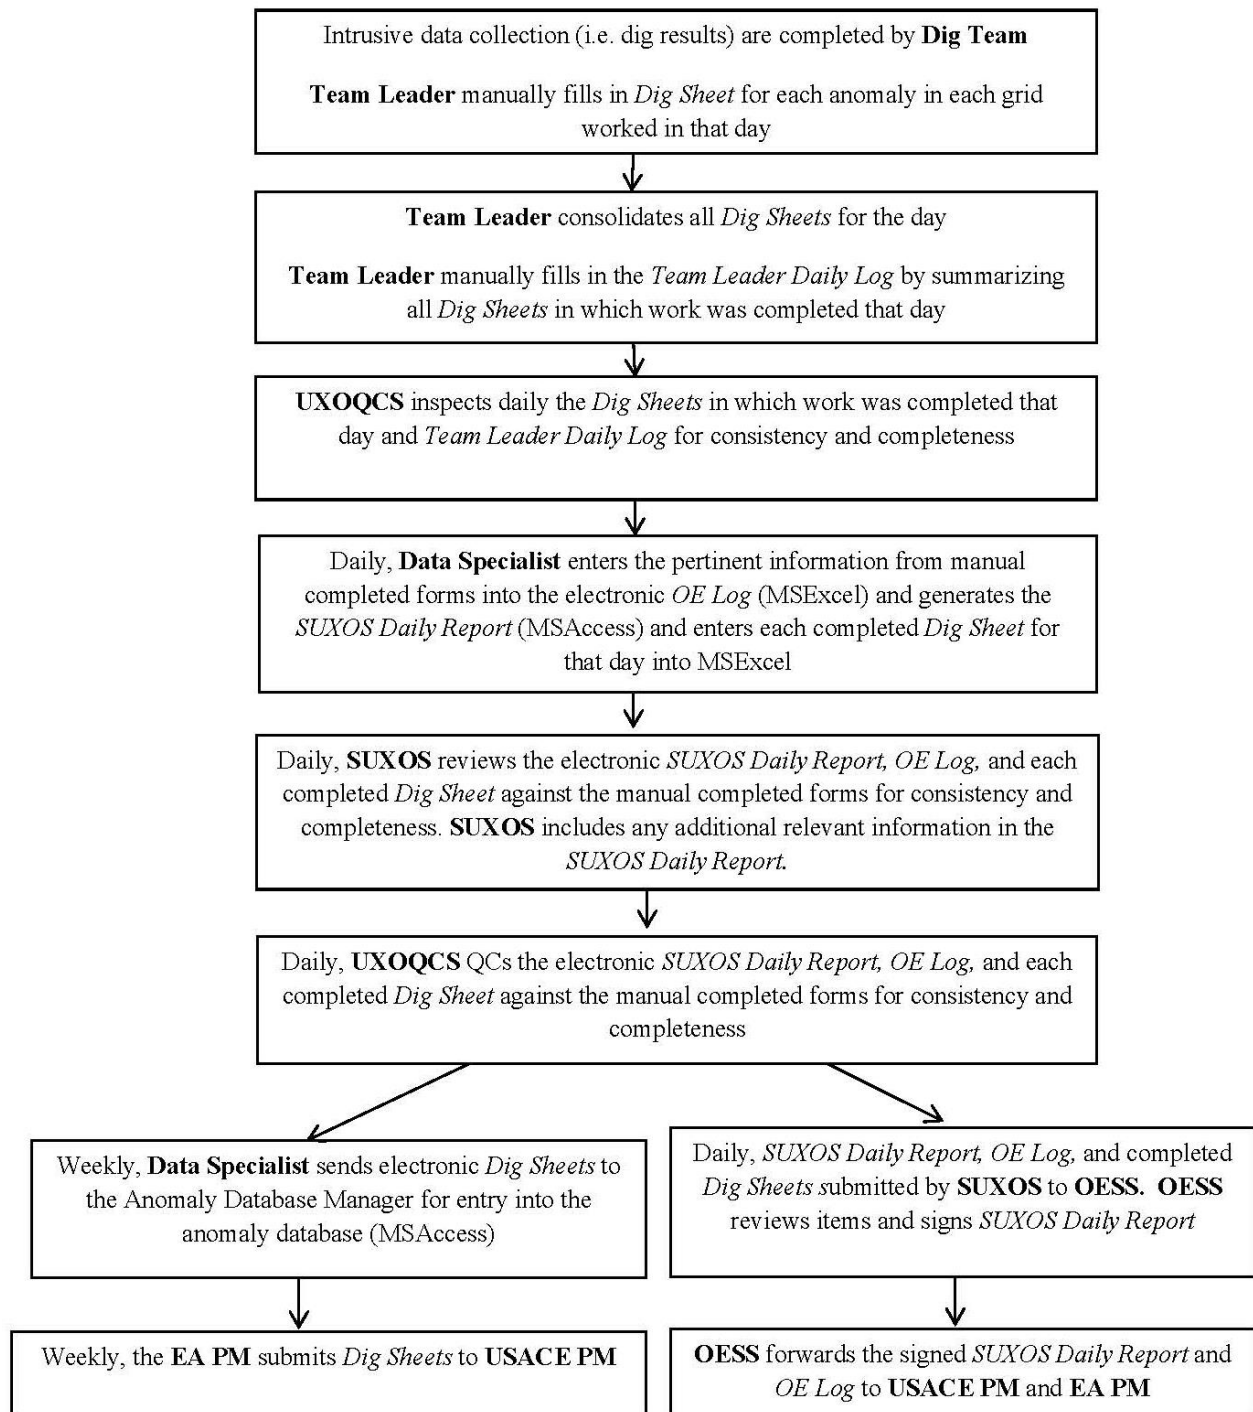 Intrusive data collection (i.e. dig results) are completed by Dig Team
Team Leader manually fills in Dig Sheet for each anomaly in each grid
worked in that day
Team Leader consolidates all Dig Sheets for the day
Team Leader manually fills in the Team Leader Daily Log by summarizing
all Dig Sheets in which work was completed that day
UXOQCS inspects daily the Dig Sheets in which work was completed that
day and Team Leader Daily Log for consistency and completeness
Daily, Data Specialist enters the pertinent information from manual
completed forms into the electronic OE Log (MSExcel) and generates the
SUXOS Daily Report (MSAccess) and enters each completed Dig Sheet for
that day into MSExcel
Daily, SUXOS reviews the electronic SUXOS Daily Report, OE Log, and each
completed Dig Sheet against the manual completed forms for consistency and
completeness. SUXOS includes any additional relevant information in the
SUXOS Daily Report.
Daily, UXOQCS QCs the electronic SUXOS Daily Report, OE Log, and each
completed Dig Sheet against the manual completed forms for consistency and
completeness
Weekly, Data Specialist sends electronic Dig Sheets to
the Anomaly Database Manager for entry into the
anomaly database (MSAccess)
Daily, SUXOS Daily Report, OE Log, and completed
Dig Sheets submitted by SUXOS to OESS. OESS
reviews items and signs SUXOS Daily Report
Weekly, the EA PM submits Dig Sheets to USACE PM
OESS forwards the signed SUXOS Daily Report and
OE Log to USACE PM and EA PM